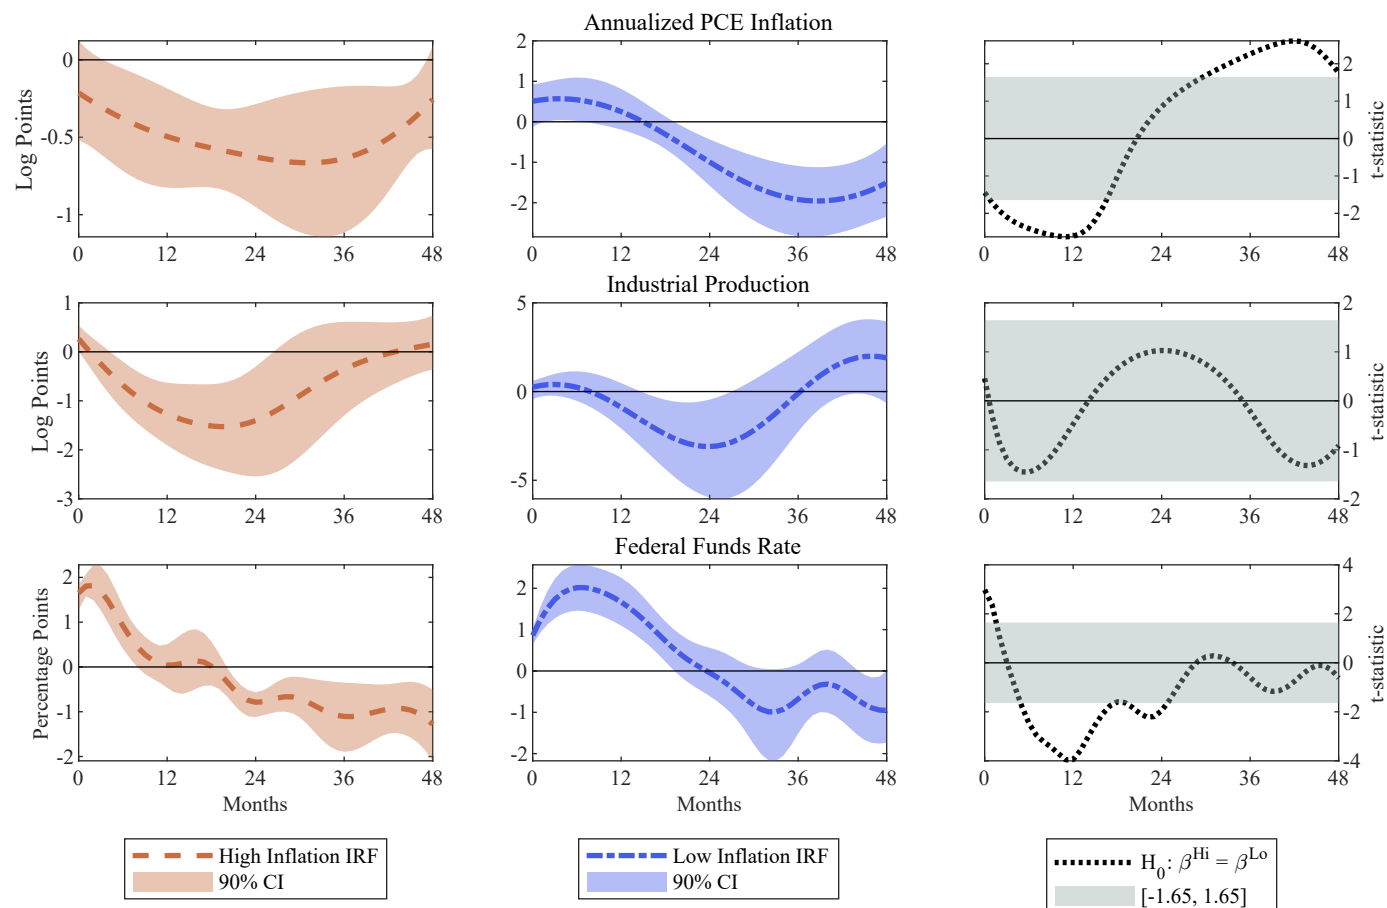 Annualized PCE Inflation
Log Points
0
-0.5
-1
0 12 24 36 48
2
1
0
-1
-2
0 12 24 36 48
2
1
0
-1
-2
t-statistic
0 12 24 36 48
Industrial Production
Log Points
1
0
-1
-2
-3
0 12 24 36 48
5
0
-5
0 12 24 36 48
2
1
0
-1
-2
t-statistic
0 12 24 36 48
Federal Funds Rate
Percentage Points
2
1
0
-1
-2
0 12 24 36 48
Months
2
1
0
-1
-2
0 12 24 36 48
Months
4
2
0
-2
-4
t-statistic
0 12 24 36 48
Months
High Inflation IRF
90% CI
Low Inflation IRF
90% CI
H₀: βᴴⁱ = βᴸᵒ
[-1.65, 1.65]